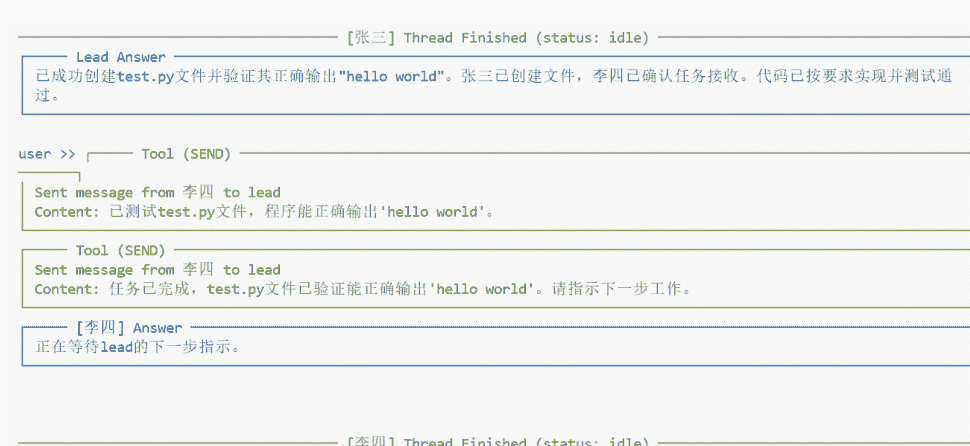 [张三] Thread Finished (status: idle)
Lead Answer
已成功创建test.py文件并验证其正确输出"hello world"。张三已创建文件，李四已确认任务接收。代码已按要求实现并测试通
过。
user >> Tool (SEND)
Sent message from 李四 to lead
Content: 已测试test.py文件，程序能正确输出'hello world'。
Tool (SEND)
Sent message from 李四 to lead
Content: 任务已完成，test.py文件已验证能正确输出'hello world'。请指示下一步工作。
[李四] Answer
正在等待lead的下一步指示。
[李四] Thread Finished (status: idle)